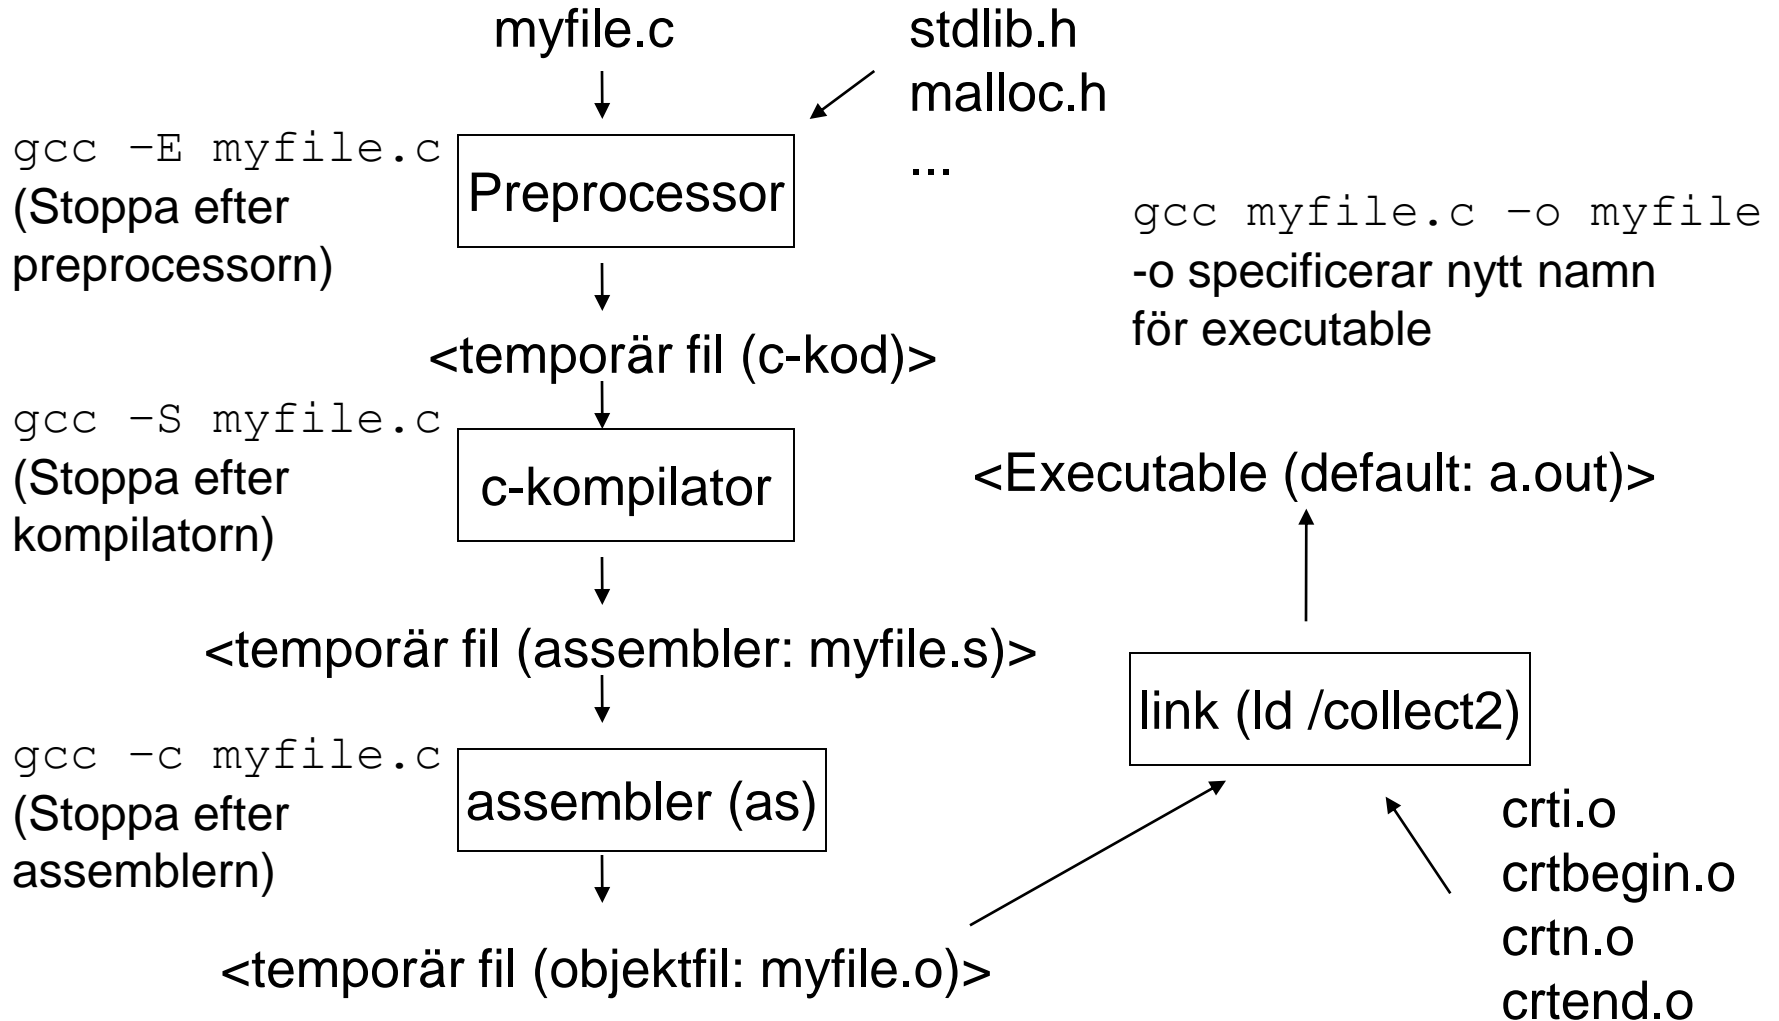 myfile.c
stdlib.h
malloc.h
...
gcc –E myfile.c
(Stoppa efter
preprocessorn)
Preprocessor
gcc myfile.c –o myfile
-o specificerar nytt namn
för executable
<temporär fil (c-kod)>
gcc –S myfile.c
(Stoppa efter
kompilatorn)
c-kompilator
<Executable (default: a.out)>
<temporär fil (assembler: myfile.s)>
link (ld /collect2)
gcc –c myfile.c
(Stoppa efter
assemblern)
assembler (as)
crti.o
crtbegin.o
crtn.o
crtend.o
<temporär fil (objektfil: myfile.o)>